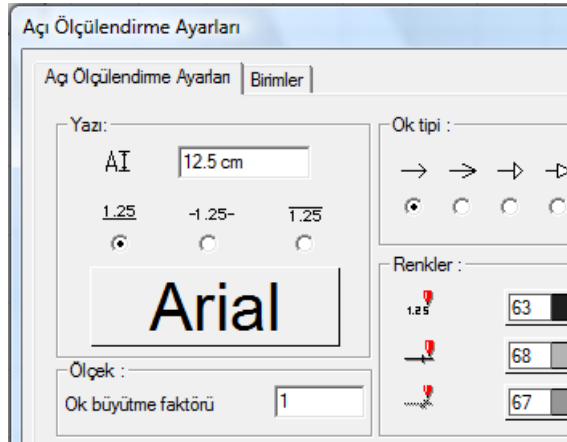 Açı Ölçülendirme Ayarları
Açı Ölçülendirme Ayarları
Birimler
Yazı:
AI
12.5 cm
1.25
-1.25-
1.25
Arial
Ölçek :
Ok büyütme faktörü
1
Ok tipi :
Renkler :
1.25
63
68
67